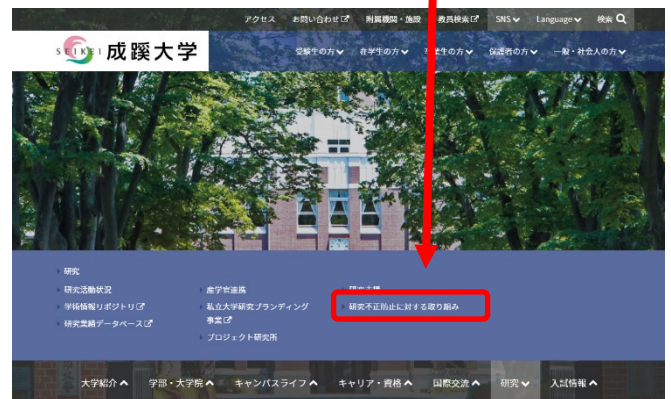 アクセス お問い合わせ 附属機関・施設 教員検索 SNS Language 検索
SEIKEI 成蹊大学
受験生の方 在学生の方 卒業生の方 保護者の方 一般・社会人の方
研究
研究活動状況 産学官連携
学術情報リポジトリ 私立大学研究ブランディング 研究不正防止に対する取り組み
事業
研究業績データベース
プロジェクト研究所
大学紹介 学部・大学院 キャンパスライフ キャリア・資格 国際交流 研究 入試情報